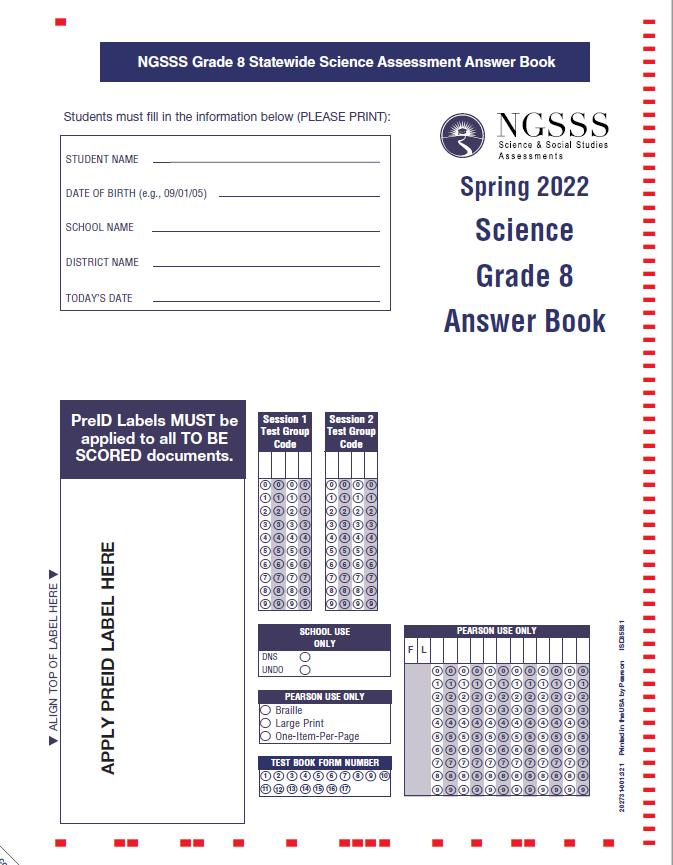 NGSSS Grade 8 Statewide Science Assessment Answer Book
Students must fill in the information below (PLEASE PRINT):
STUDENT NAME
DATE OF BIRTH (e.g., 09/01/05)
SCHOOL NAME
DISTRICT NAME
TODAY'S DATE
NGSSS
Science & Social Studies
Assessments
Spring 2022
Science
Grade 8
Answer Book
PreID Labels MUST be
applied to all TO BE
SCORED documents.
▼ ALIGN TOP OF LABEL HERE ▼
APPLY PREID LABEL HERE
Session 1
Test Group
Code
0 0 0 0
1 1 1 1
2 2 2 2
3 3 3 3
4 4 4 4
5 5 5 5
6 6 6 6
7 7 7 7
8 8 8 8
9 9 9 9
Session 2
Test Group
Code
0 0 0 0
1 1 1 1
2 2 2 2
3 3 3 3
4 4 4 4
5 5 5 5
6 6 6 6
7 7 7 7
8 8 8 8
9 9 9 9
SCHOOL USE
ONLY
DNS
UNDO
PEARSON USE ONLY
Braille
Large Print
One-Item-Per-Page
TEST BOOK FORM NUMBER
1 2 3 4 5 6 7 8 9 10
11 12 13 14 15 16 17
PEARSON USE ONLY
F L
0 0 0 0 0 0 0 0 0 0 0 0
1 1 1 1 1 1 1 1 1 1 1 1
2 2 2 2 2 2 2 2 2 2 2 2
3 3 3 3 3 3 3 3 3 3 3 3
4 4 4 4 4 4 4 4 4 4 4 4
5 5 5 5 5 5 5 5 5 5 5 5
6 6 6 6 6 6 6 6 6 6 6 6
7 7 7 7 7 7 7 7 7 7 7 7
8 8 8 8 8 8 8 8 8 8 8 8
9 9 9 9 9 9 9 9 9 9 9 9
Printed in the USA by Pearson